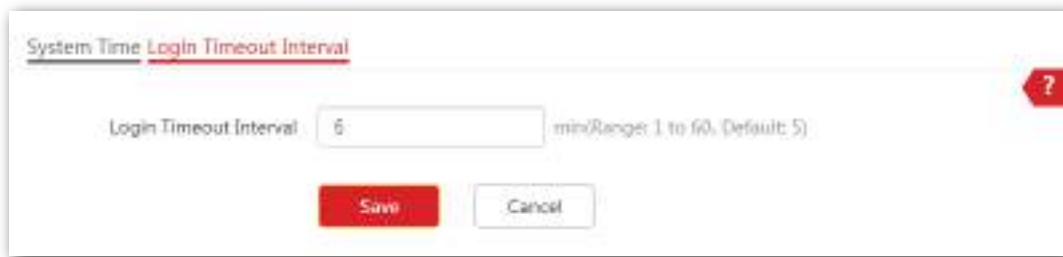 System Time Login Timeout Interval
?
Login Timeout Interval 6 min(Range: 1 to 60, Default: 5)
Save Cancel